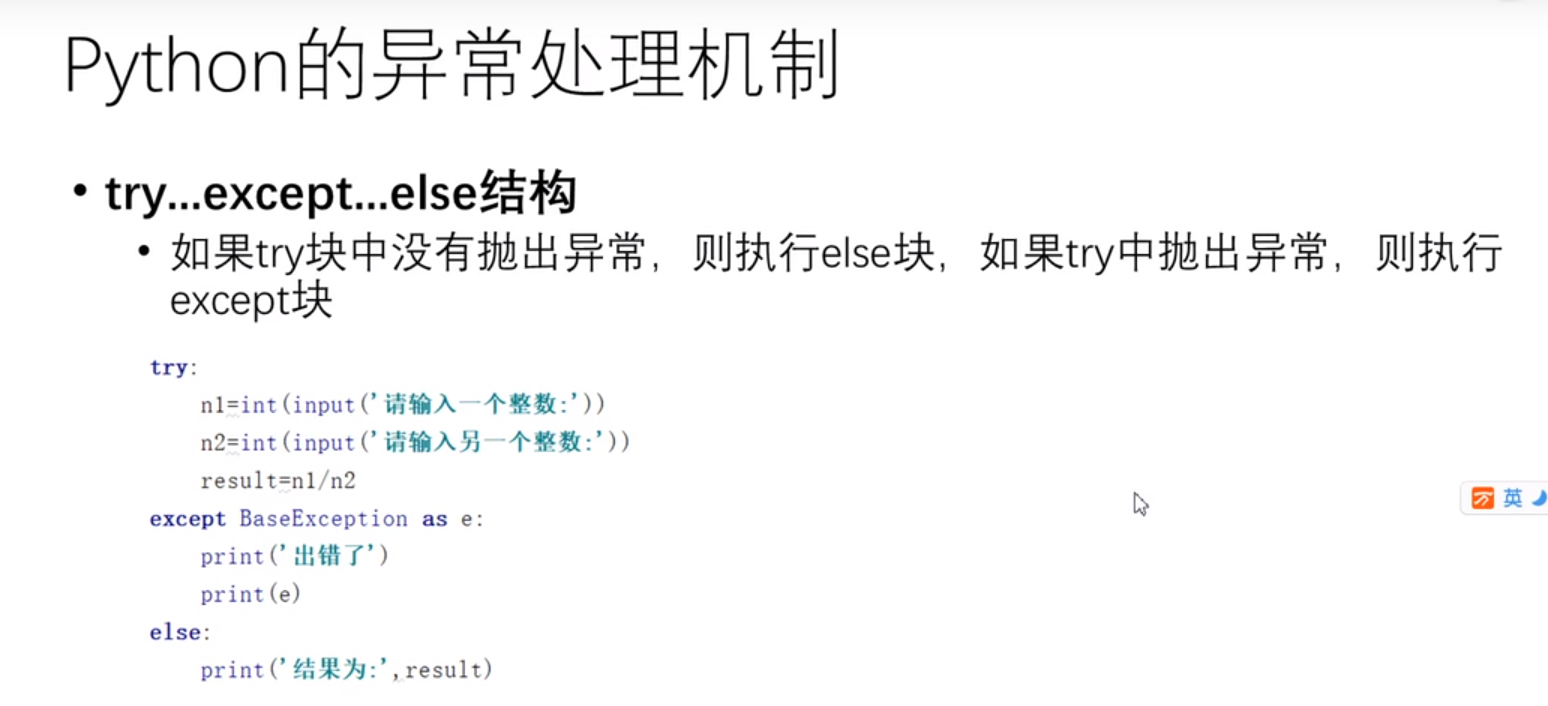 Python的异常处理机制
• try...except...else结构
• 如果try块中没有抛出异常，则执行else块，如果try中抛出异常，则执行
except块
try:
    n1=int(input('请输入一个整数:'))
    n2=int(input('请输入另一个整数:'))
    result=n1/n2
except BaseException as e:
    print('出错了')
    print(e)
else:
    print('结果为:',result)
万 英